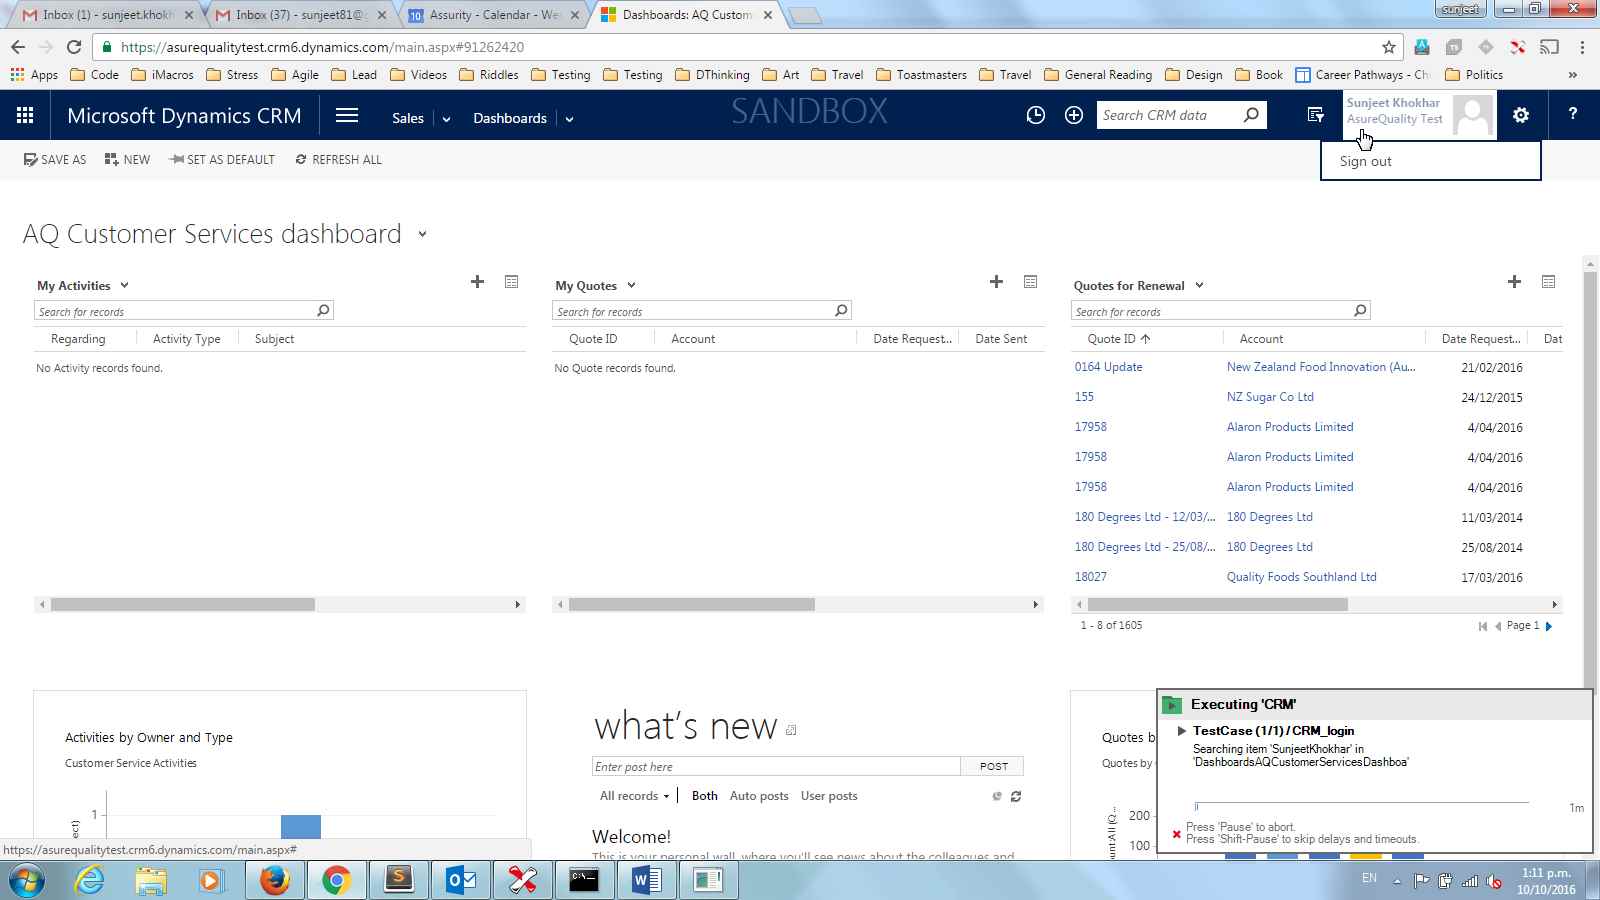 Inbox (1) - sunjeet.khokh
Inbox (37) - sunjeet81@g
Assurity - Calendar - We
Dashboards: AQ Custom
sunjeet
https://asurequalitytest.crm6.dynamics.com/main.aspx#91262420
Apps Code iMacros Stress Agile Lead Videos Riddles Testing Testing DThinking Art Travel Toastmasters Travel General Reading Design Book Career Pathways - Ch Politics »
Microsoft Dynamics CRM Sales Dashboards SANDBOX Search CRM data
Sunjeet Khokhar
AsureQuality Test
?
SAVE AS NEW SET AS DEFAULT REFRESH ALL
Sign out
AQ Customer Services dashboard
My Activities
Search for records
Regarding Activity Type Subject
No Activity records found.
My Quotes
Search for records
Quote ID Account Date Request... Date Sent
No Quote records found.
Quotes for Renewal
Search for records
Quote ID Account Date Request... Dat
0164 Update New Zealand Food Innovation (Au... 21/02/2016
155 NZ Sugar Co Ltd 24/12/2015
17958 Alaron Products Limited 4/04/2016
17958 Alaron Products Limited 4/04/2016
17958 Alaron Products Limited 4/04/2016
180 Degrees Ltd - 12/03/... 180 Degrees Ltd 11/03/2014
180 Degrees Ltd - 25/08/... 180 Degrees Ltd 25/08/2014
18027 Quality Foods Southland Ltd 17/03/2016
1 - 8 of 1605 Page 1
Activities by Owner and Type
Customer Service Activities
1
ect)
what's new
Enter post here POST
All records Both Auto posts User posts
Welcome!
This is your personal wall, where you'll see news about the colleagues and
Quotes b
Quotes by
200
100
unt:All (Q...
Executing 'CRM'
TestCase (1/1) / CRM_login
Searching item 'SunjeetKhokhar' in
'DashboardsAQCustomerServicesDashboa'
1m
Press 'Pause' to abort.
Press 'Shift-Pause' to skip delays and timeouts.
https://asurequalitytest.crm6.dynamics.com/main.aspx#
EN
1:11 p.m.
10/10/2016